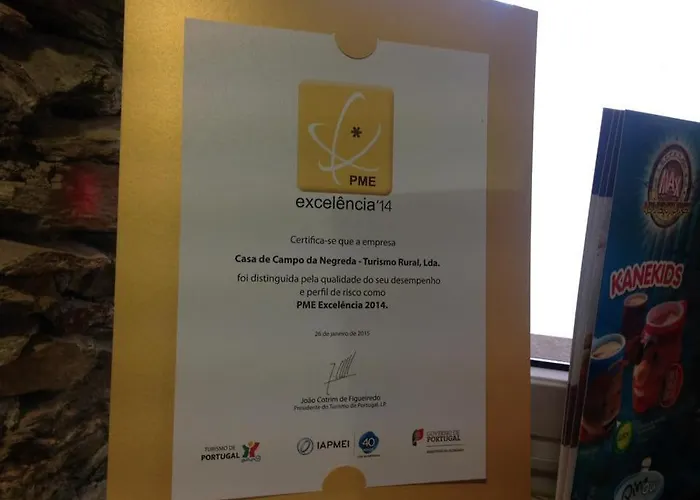 PME
excelência'14
Certifica-se que a empresa
Casa de Campo da Negreda - Turismo Rural, Lda.
foi distinguida pela qualidade do seu desempenho
e perfil de risco como
PME Excelência 2014.
26 de janeiro de 2015
João Cotrim de Figueiredo
Presidente do Turismo de Portugal, I.P.
TURISMO DE
PORTUGAL
IAPMEI
40
GOVERNO DE
PORTUGAL
MAX
KANEKIDS